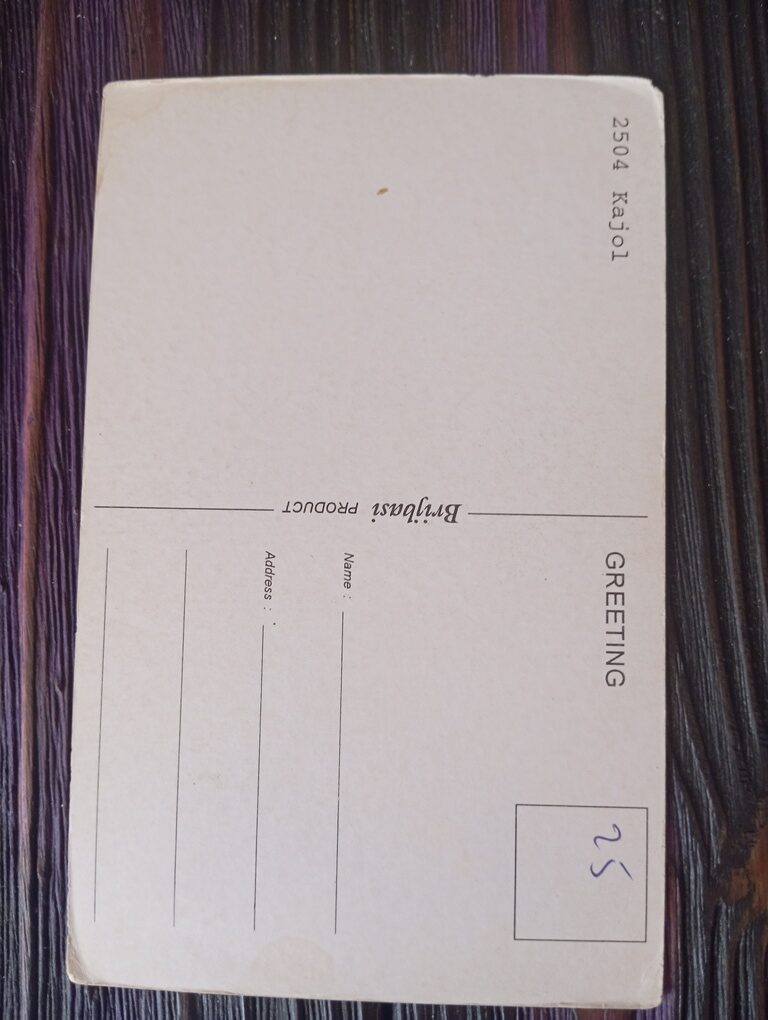 2504 Kajol
Brijbasi PRODUCT
GREETING
25
Name :
Address :